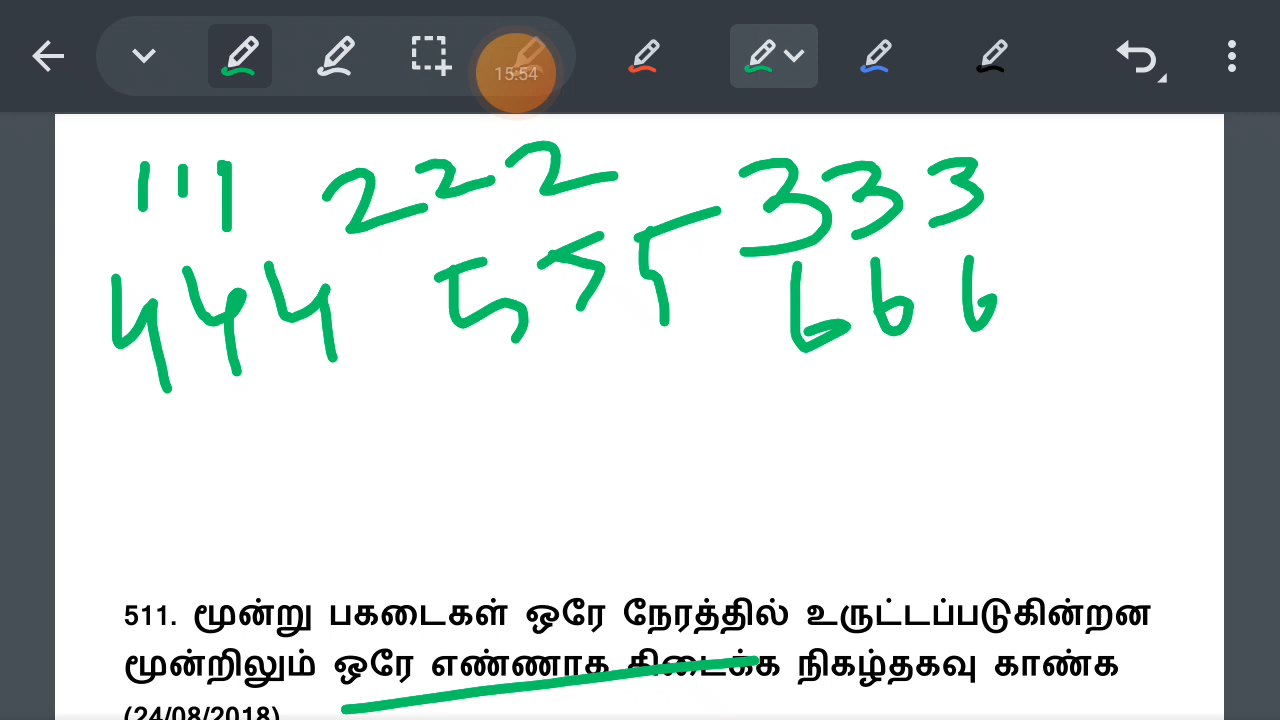 15:54
111 222 333
444 555 666
511. மூன்று பகடைகள் ஒரே நேரத்தில் உருட்டப்படுகின்றன
மூன்றிலும் ஒரே எண்ணாக கிடைக்க நிகழ்தகவு காண்க
(24/08/2018)